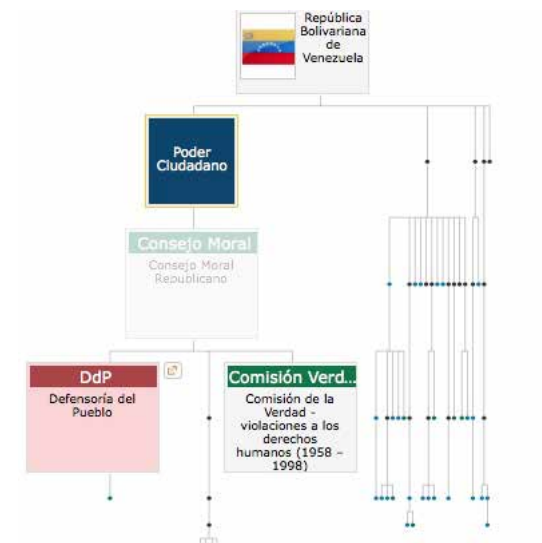 República
Bolivariana
de
Venezuela
Poder
Ciudadano
Consejo Moral
Consejo Moral
Republicano
DdP
Defensoría del
Pueblo
Comisión Verd...
Comisión de la
Verdad -
violaciones a los
derechos
humanos (1958 –
1998)